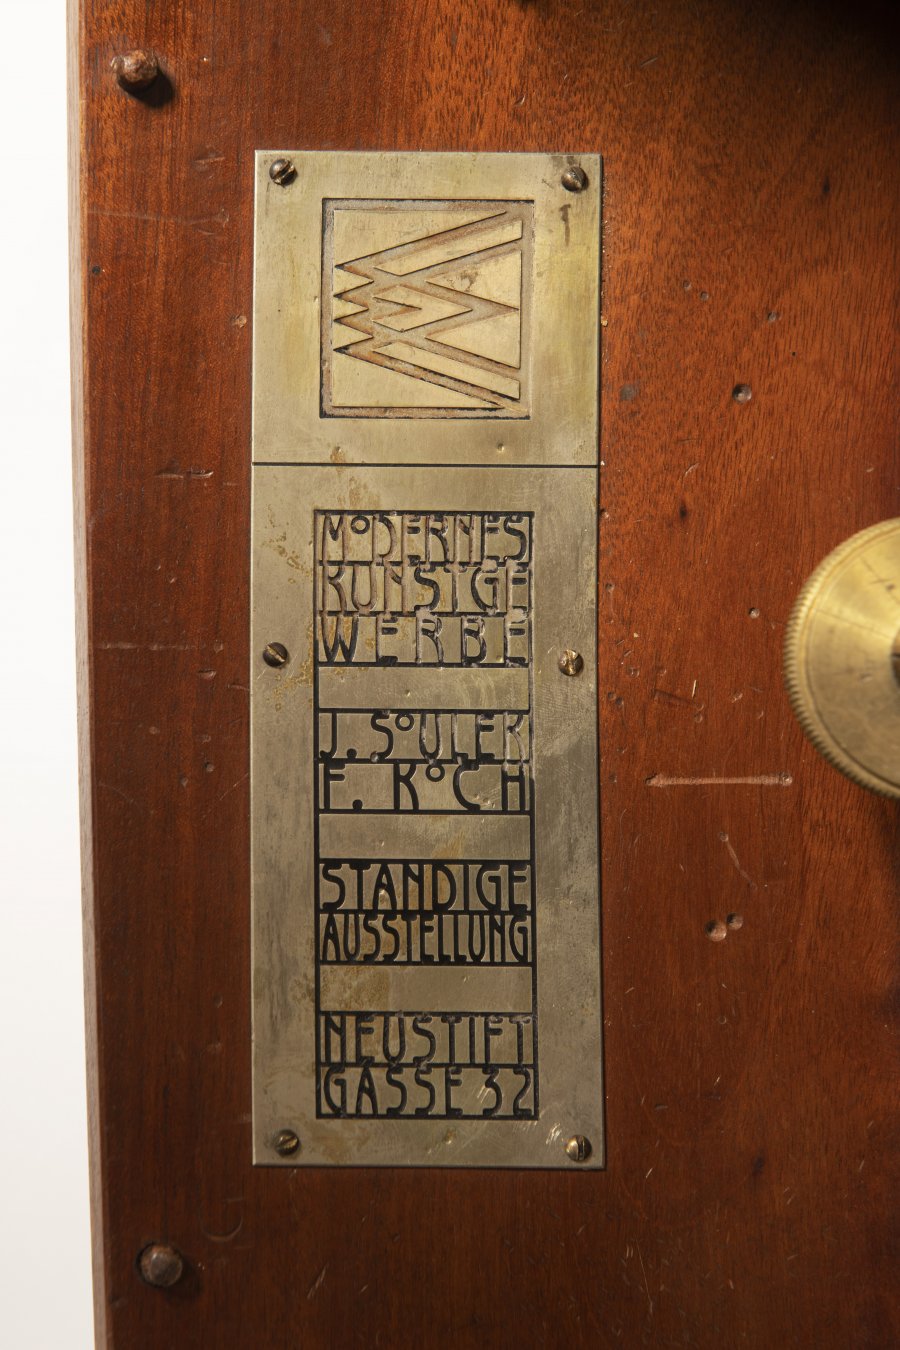 MODERNES
KUNSTGE
WERBE
J. SOULEK
F. KOCH
STANDIGE
AUSSTELLUNG
NEUSTIFT
GASSE 32